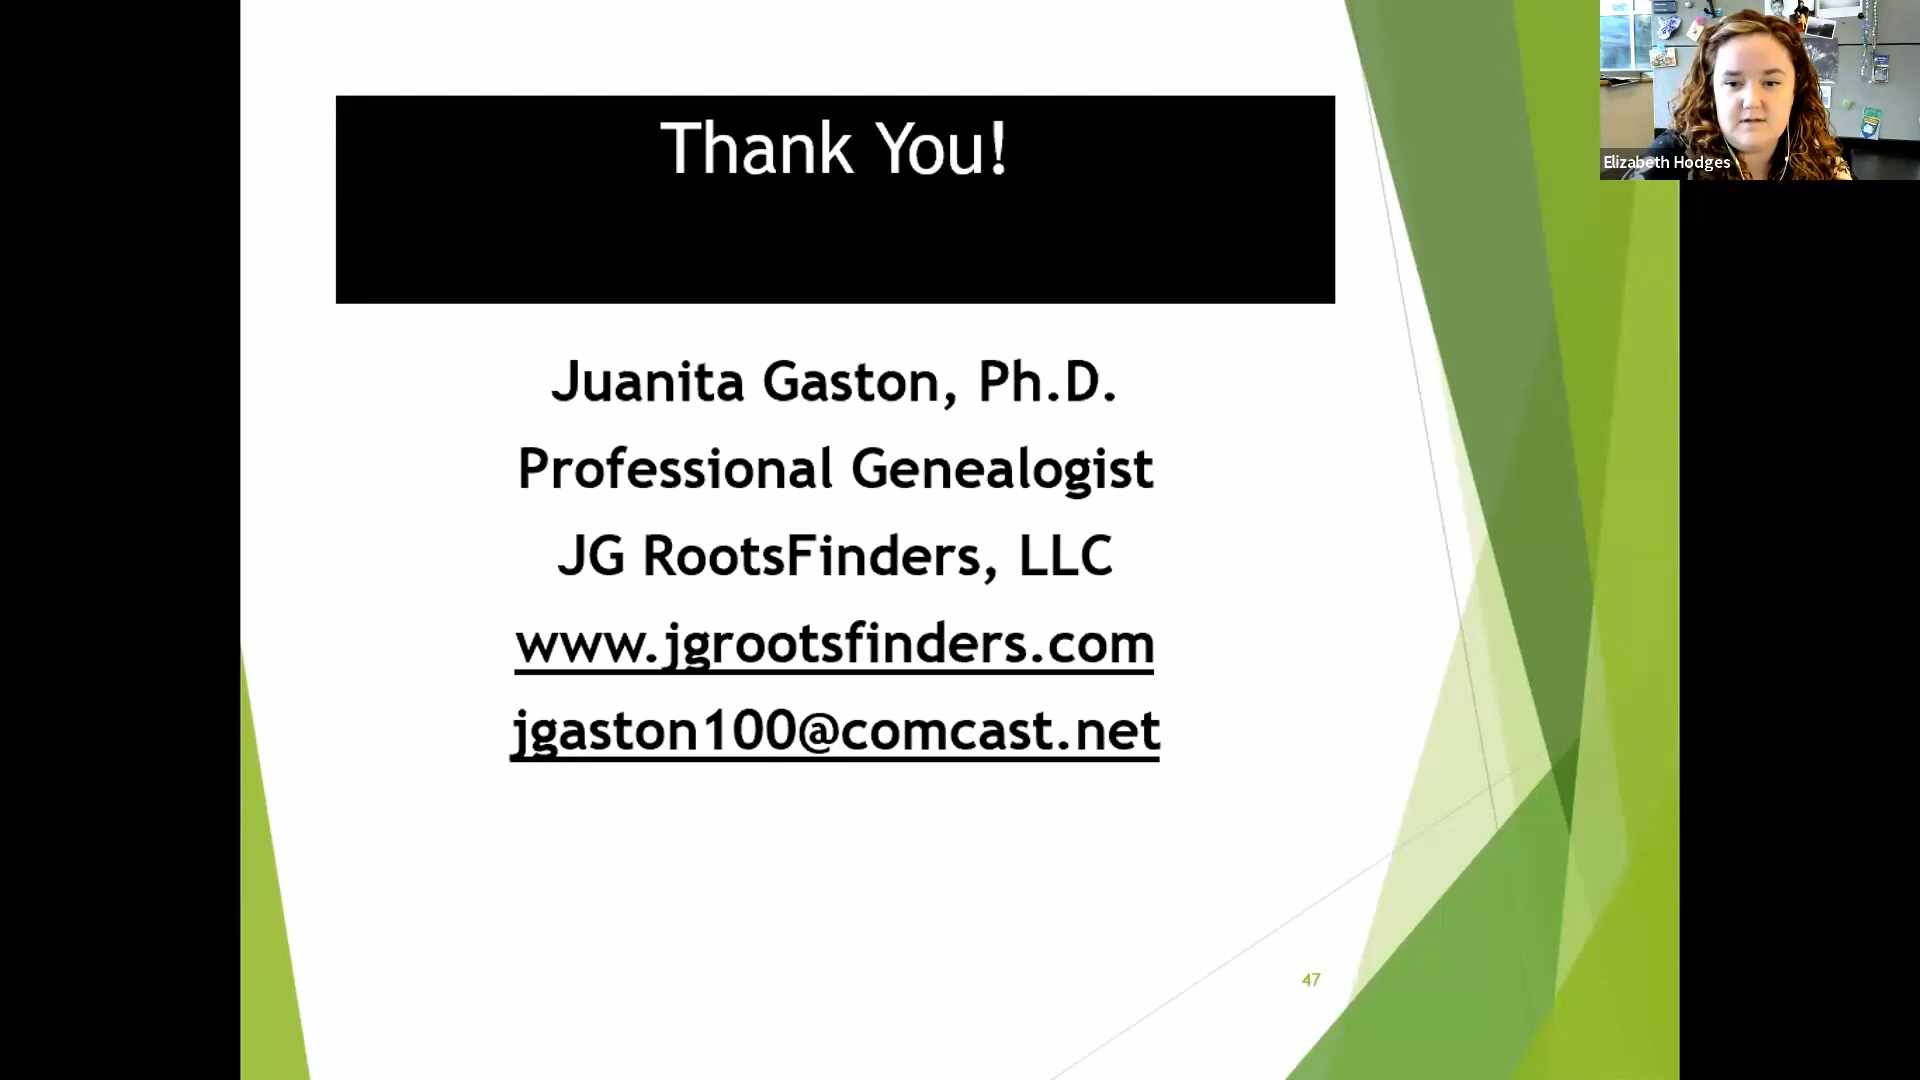 Thank You!
Juanita Gaston, Ph.D.
Professional Genealogist
JG RootsFinders, LLC
www.jgrootsfinders.com
jgaston100@comcast.net
47
Elizabeth Hodges